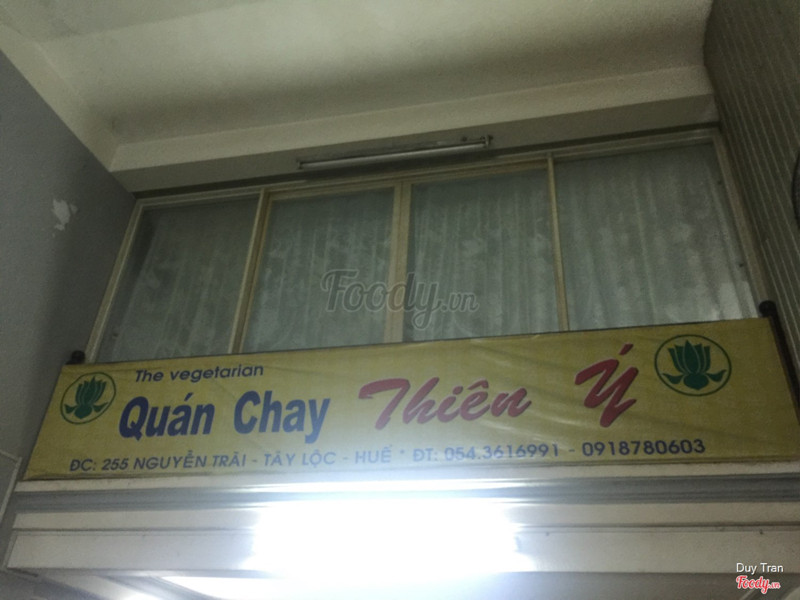 Foody.vn
The vegetarian
Quán Chay Thiên Ý
ĐC: 255 NGUYỄN TRÃI - TÂY LỘC - HUẾ * ĐT: 054.3616991 - 0918780603
Duy Tran
Foody.vn